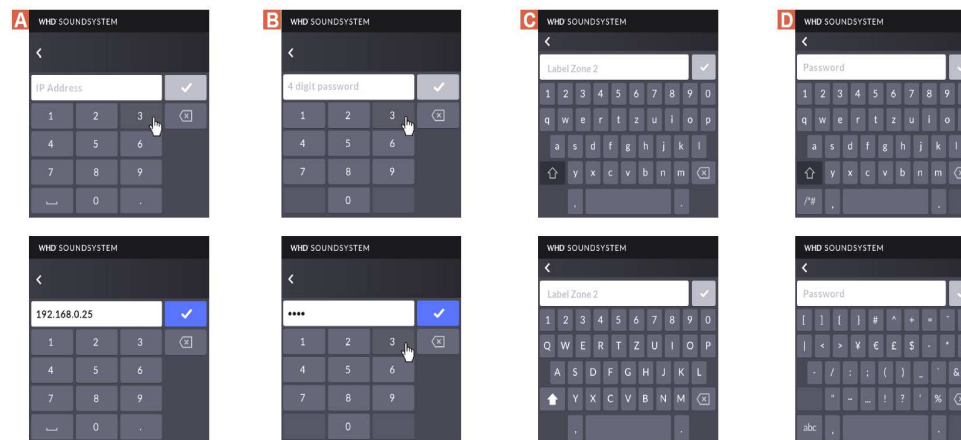 A
WHD SOUNDSYSTEM
IP Address
1 2 3
4 5 6
7 8 9
0 .
B
WHD SOUNDSYSTEM
4 digit password
1 2 3
4 5 6
7 8 9
0
C
WHD SOUNDSYSTEM
Label Zone 2
1 2 3 4 5 6 7 8 9 0
q w e r t z u i o p
a s d f g h j k l
y x c v b n m
, .
D
WHD SOUNDSYSTEM
Password
1 2 3 4 5 6 7 8 9
q w e r t z u i o
a s d f g h j k l
y x c v b n m
/*# , .
WHD SOUNDSYSTEM
192.168.0.25
1 2 3
4 5 6
7 8 9
0 .
WHD SOUNDSYSTEM
••••
1 2 3
4 5 6
7 8 9
0
WHD SOUNDSYSTEM
Label Zone 2
1 2 3 4 5 6 7 8 9 0
Q W E R T Z U I O P
A S D F G H J K L
Y X C V B N M
, .
WHD SOUNDSYSTEM
Password
[ ] { } # ^ + =
| < > ¥ € £ $ · *
- / : ; ( ) _ &
" ~ … ! ? ' %
abc , .